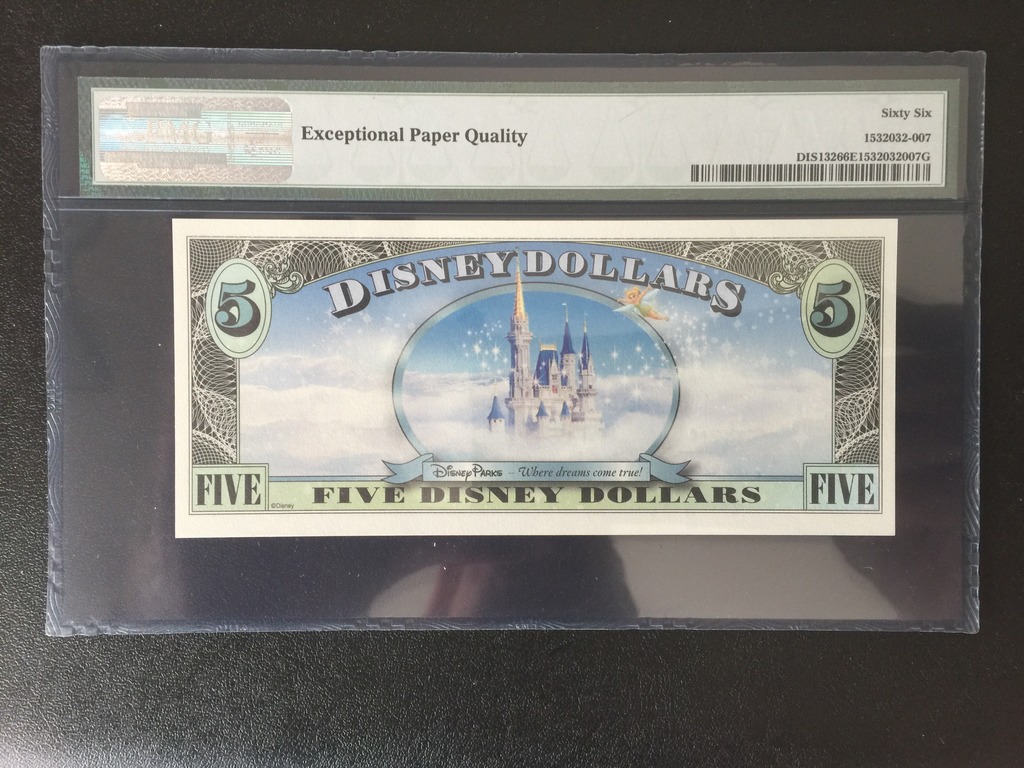 Sixty Six
Exceptional Paper Quality
1532032-007
DIS13266E1532032007G
DISNEY DOLLARS
5
5
Disney Parks – Where dreams come true!
FIVE
FIVE DISNEY DOLLARS
FIVE
©Disney